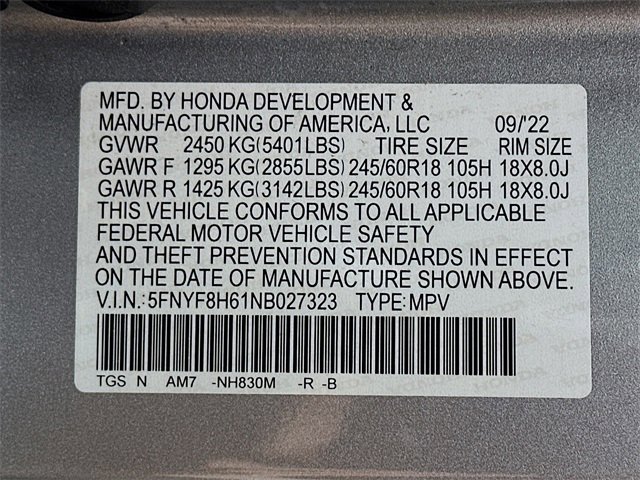 MFD. BY HONDA DEVELOPMENT &
MANUFACTURING OF AMERICA, LLC 09/'22
GVWR 2450 KG(5401LBS) TIRE SIZE RIM SIZE
GAWR F 1295 KG(2855LBS) 245/60R18 105H 18X8.0J
GAWR R 1425 KG(3142LBS) 245/60R18 105H 18X8.0J
THIS VEHICLE CONFORMS TO ALL APPLICABLE
FEDERAL MOTOR VEHICLE SAFETY
AND THEFT PREVENTION STANDARDS IN EFFECT
ON THE DATE OF MANUFACTURE SHOWN ABOVE.
V.I.N.:5FNYF8H61NB027323 TYPE:MPV
TGS N AM7 -NH830M -R -B